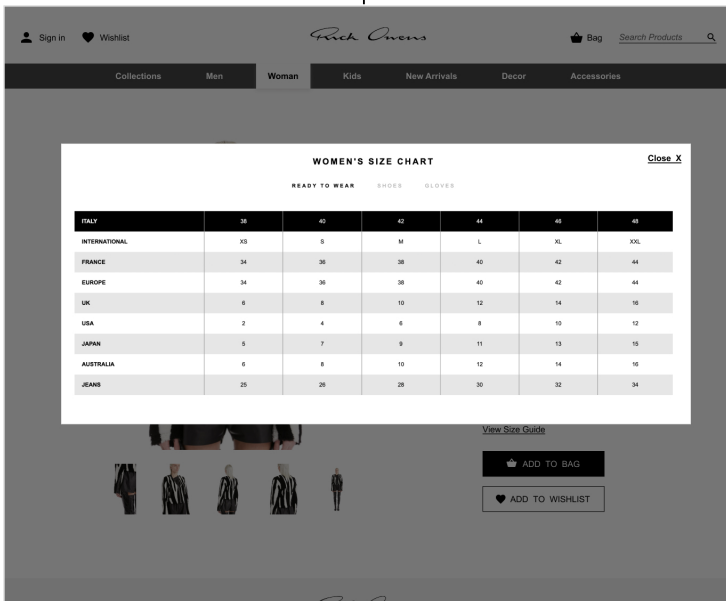 Sign in Wishlist Rick Owens Bag Search Products
Collections Men Woman Kids New Arrivals Decor Accessories
WOMEN'S SIZE CHART Close X
READY TO WEAR SHOES GLOVES
ITALY 38 40 42 44 46 48
INTERNATIONAL XS S M L XL XXL
FRANCE 34 36 38 40 42 44
EUROPE 34 36 38 40 42 44
UK 6 8 10 12 14 16
USA 2 4 6 8 10 12
JAPAN 5 7 9 11 13 15
AUSTRALIA 6 8 10 12 14 16
JEANS 25 26 28 30 32 34
View Size Guide
ADD TO BAG
ADD TO WISHLIST